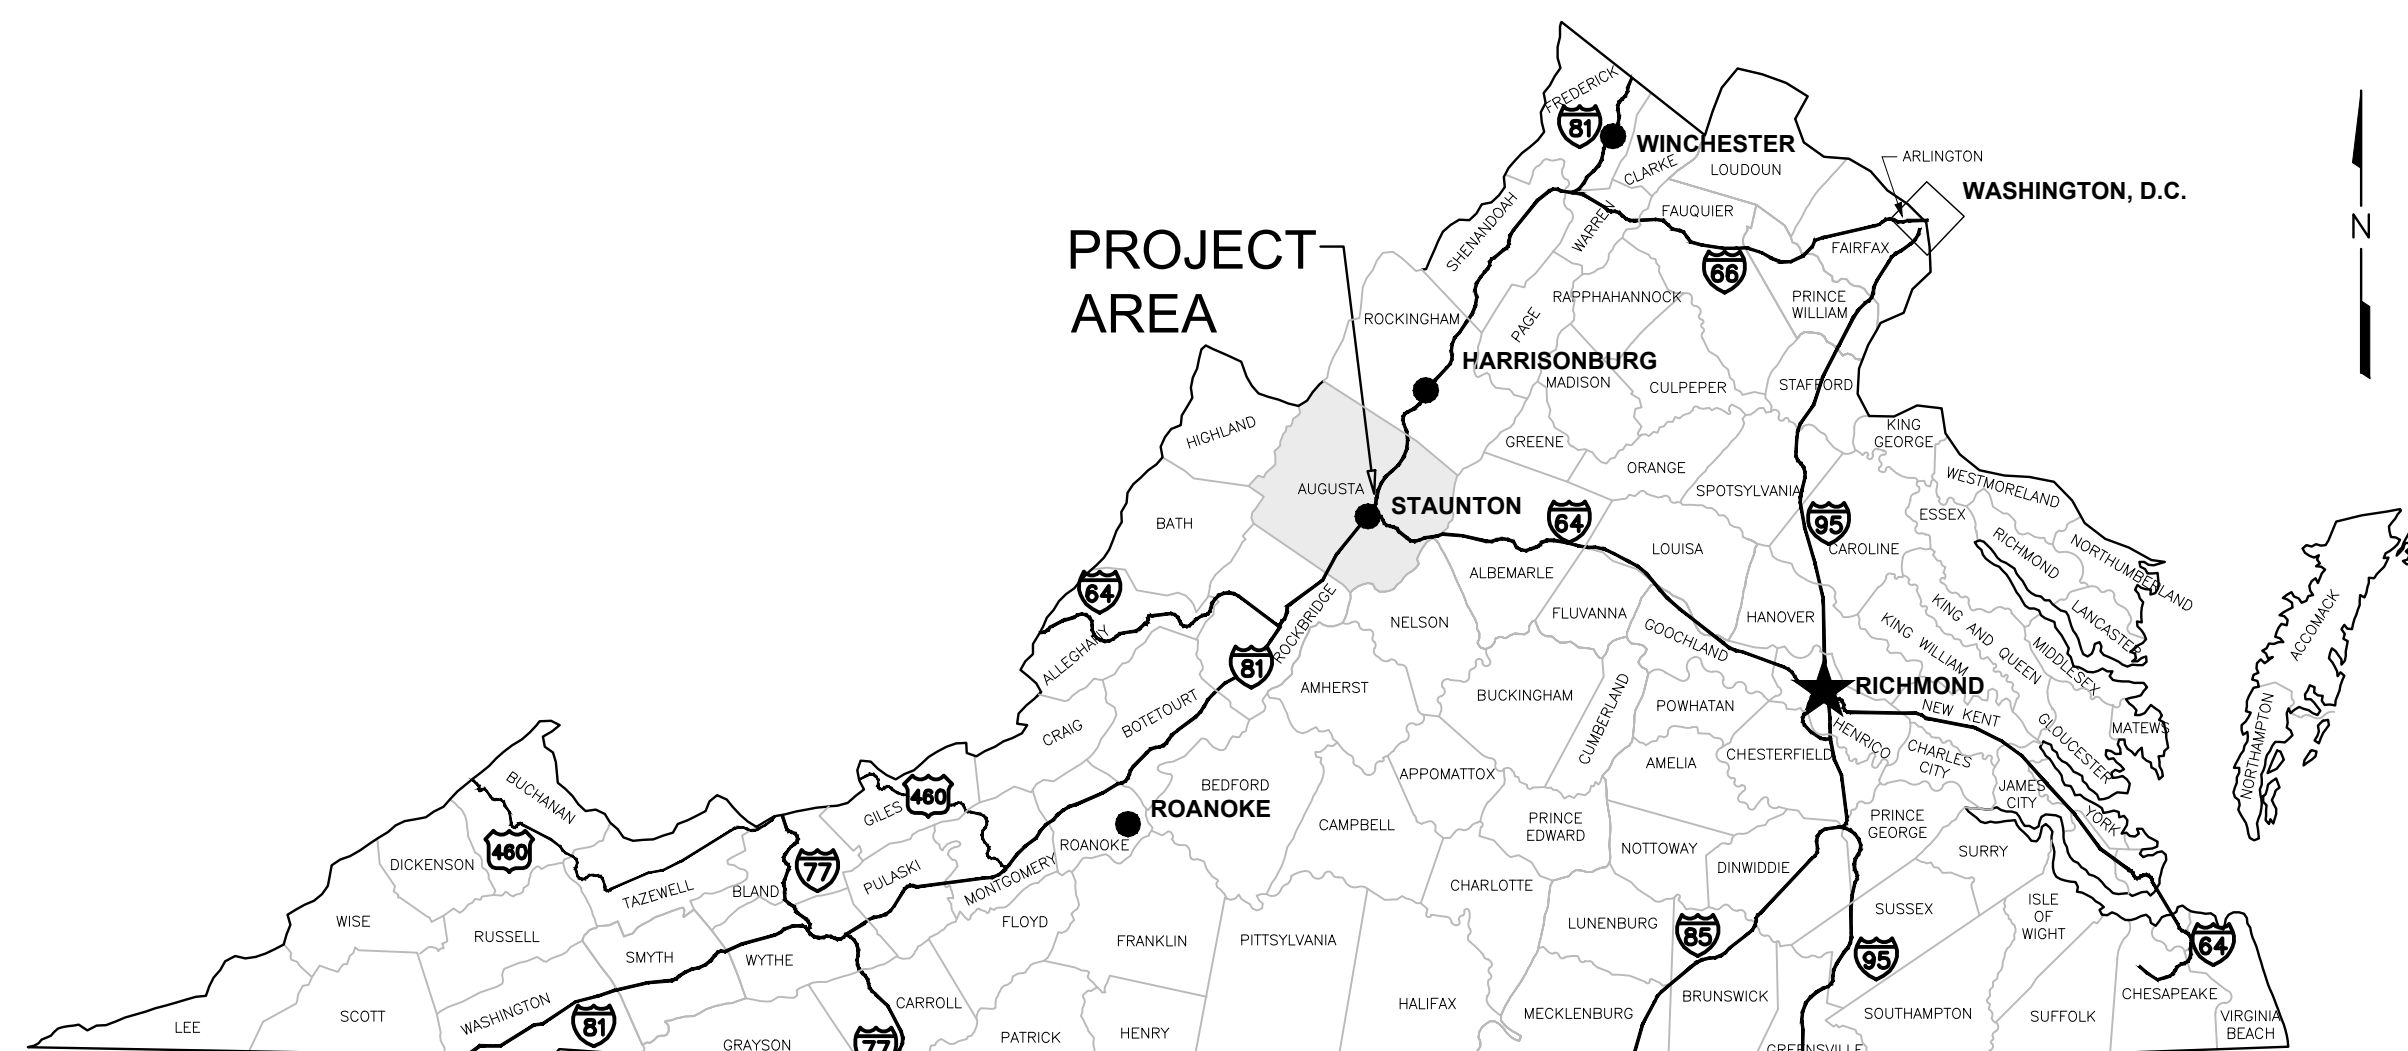 FREDERICK
81
WINCHESTER
CLARKE
LOUDOUN
ARLINGTON
WASHINGTON, D.C.
N
SHENANDOAH
WARREN
FAUQUIER
FAIRFAX
66
PROJECT
AREA
RAPPHAHANNOCK
PRINCE
WILLIAM
ROCKINGHAM
PAGE
HARRISONBURG
MADISON
CULPEPER
STAFFORD
HIGHLAND
GREENE
KING
GEORGE
ORANGE
AUGUSTA
STAUNTON
SPOTSYLVANIA
WESTMORELAND
BATH
64
95
ESSEX
LOUISA
CAROLINE
RICHMOND
NORTHUMBERLAND
ALBEMARLE
64
ROCKBRIDGE
NELSON
FLUVANNA
HANOVER
KING AND QUEEN
LANCASTER
ACCOMACK
ALLEGHANY
GOOCHLAND
KING WILLIAM
MIDDLESEX
81
AMHERST
BUCKINGHAM
CUMBERLAND
POWHATAN
RICHMOND
NEW KENT
BOTETOURT
CRAIG
HENRICO
GLOUCESTER
MATEWS
NORTHAMPTON
CHESTERFIELD
CHARLES
CITY
AMELIA
APPOMATTOX
BEDFORD
ROANOKE
BUCHANAN
460
GILES
JAMES
CITY
YORK
CAMPBELL
PRINCE
EDWARD
PRINCE
GEORGE
460
ROANOKE
NOTTOWAY
SURRY
DICKENSON
77
PULASKI
MONTGOMERY
DINWIDDIE
TAZEWELL
BLAND
CHARLOTTE
WISE
FLOYD
LUNENBURG
SUSSEX
ISLE
OF
WIGHT
RUSSELL
FRANKLIN
PITTSYLVANIA
85
64
SMYTH
WYTHE
95
WASHINGTON
CARROLL
HALIFAX
BRUNSWICK
CHESAPEAKE
LEE
SCOTT
81
MECKLENBURG
SOUTHAMPTON
SUFFOLK
VIRGINIA
BEACH
PATRICK
HENRY
GRAYSON
77
GREENSVILLE